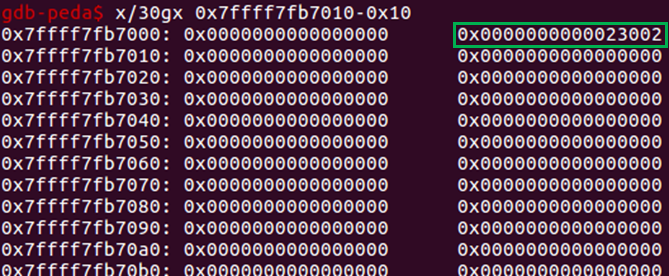 gdb-peda$ x/30gx 0x7ffff7fb7010-0x10
0x7ffff7fb7000: 0x0000000000000000 0x0000000000023002
0x7ffff7fb7010: 0x0000000000000000 0x0000000000000000
0x7ffff7fb7020: 0x0000000000000000 0x0000000000000000
0x7ffff7fb7030: 0x0000000000000000 0x0000000000000000
0x7ffff7fb7040: 0x0000000000000000 0x0000000000000000
0x7ffff7fb7050: 0x0000000000000000 0x0000000000000000
0x7ffff7fb7060: 0x0000000000000000 0x0000000000000000
0x7ffff7fb7070: 0x0000000000000000 0x0000000000000000
0x7ffff7fb7080: 0x0000000000000000 0x0000000000000000
0x7ffff7fb7090: 0x0000000000000000 0x0000000000000000
0x7ffff7fb70a0: 0x0000000000000000 0x0000000000000000
0x7ffff7fb70b0: 0x0000000000000000 0x0000000000000000